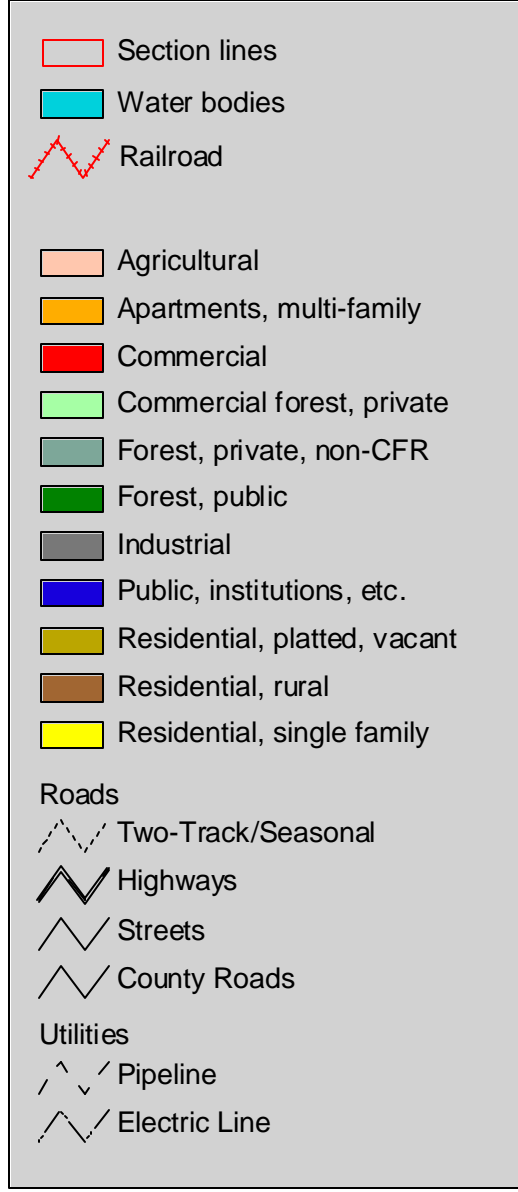 Section lines
Water bodies
Railroad
Agricultural
Apartments, multi-family
Commercial
Commercial forest, private
Forest, private, non-CFR
Forest, public
Industrial
Public, institutions, etc.
Residential, platted, vacant
Residential, rural
Residential, single family
Roads
Two-Track/Seasonal
Highways
Streets
County Roads
Utilities
Pipeline
Electric Line